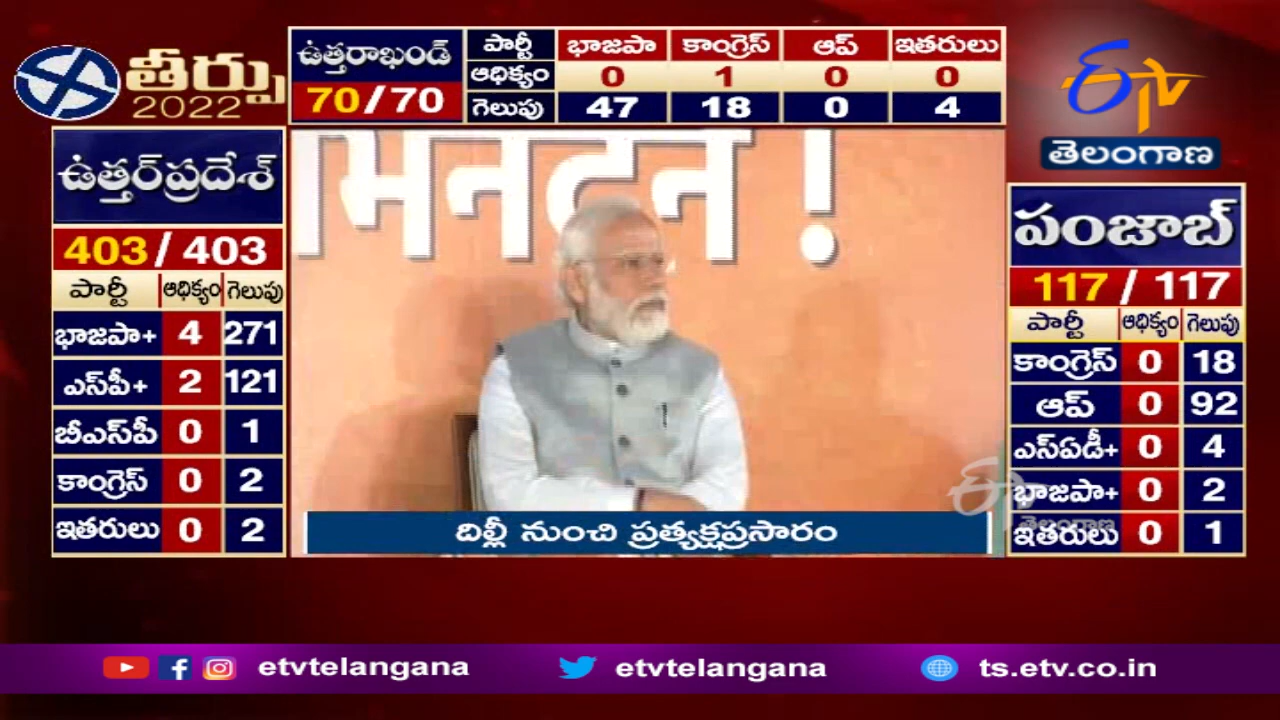 తీర్పు
2022
ఉత్తరాఖండ్
70/70
పార్టీ భాజపా కాంగ్రెస్ ఆప్ ఇతరులు
ఆధిక్యం 0 1 0 0
గెలుపు 47 18 0 4
etv
తెలంగాణ
ఉత్తర్‌ప్రదేశ్
403/403
పార్టీ ఆధిక్యం గెలుపు
భాజపా+ 4 271
ఎస్‌పీ+ 2 121
బీఎస్‌పీ 0 1
కాంగ్రెస్ 0 2
ఇతరులు 0 2
भिनंदन !
పంజాబ్
117 / 117
పార్టీ ఆధిక్యం గెలుపు
కాంగ్రెస్ 0 18
ఆప్ 0 92
ఎస్ఏడీ+ 0 4
భాజపా+ 0 2
ఇతరులు 0 1
తెలంగాణ
దిల్లీ నుంచి ప్రత్యక్షప్రసారం
etvtelangana etvtelangana ts.etv.co.in